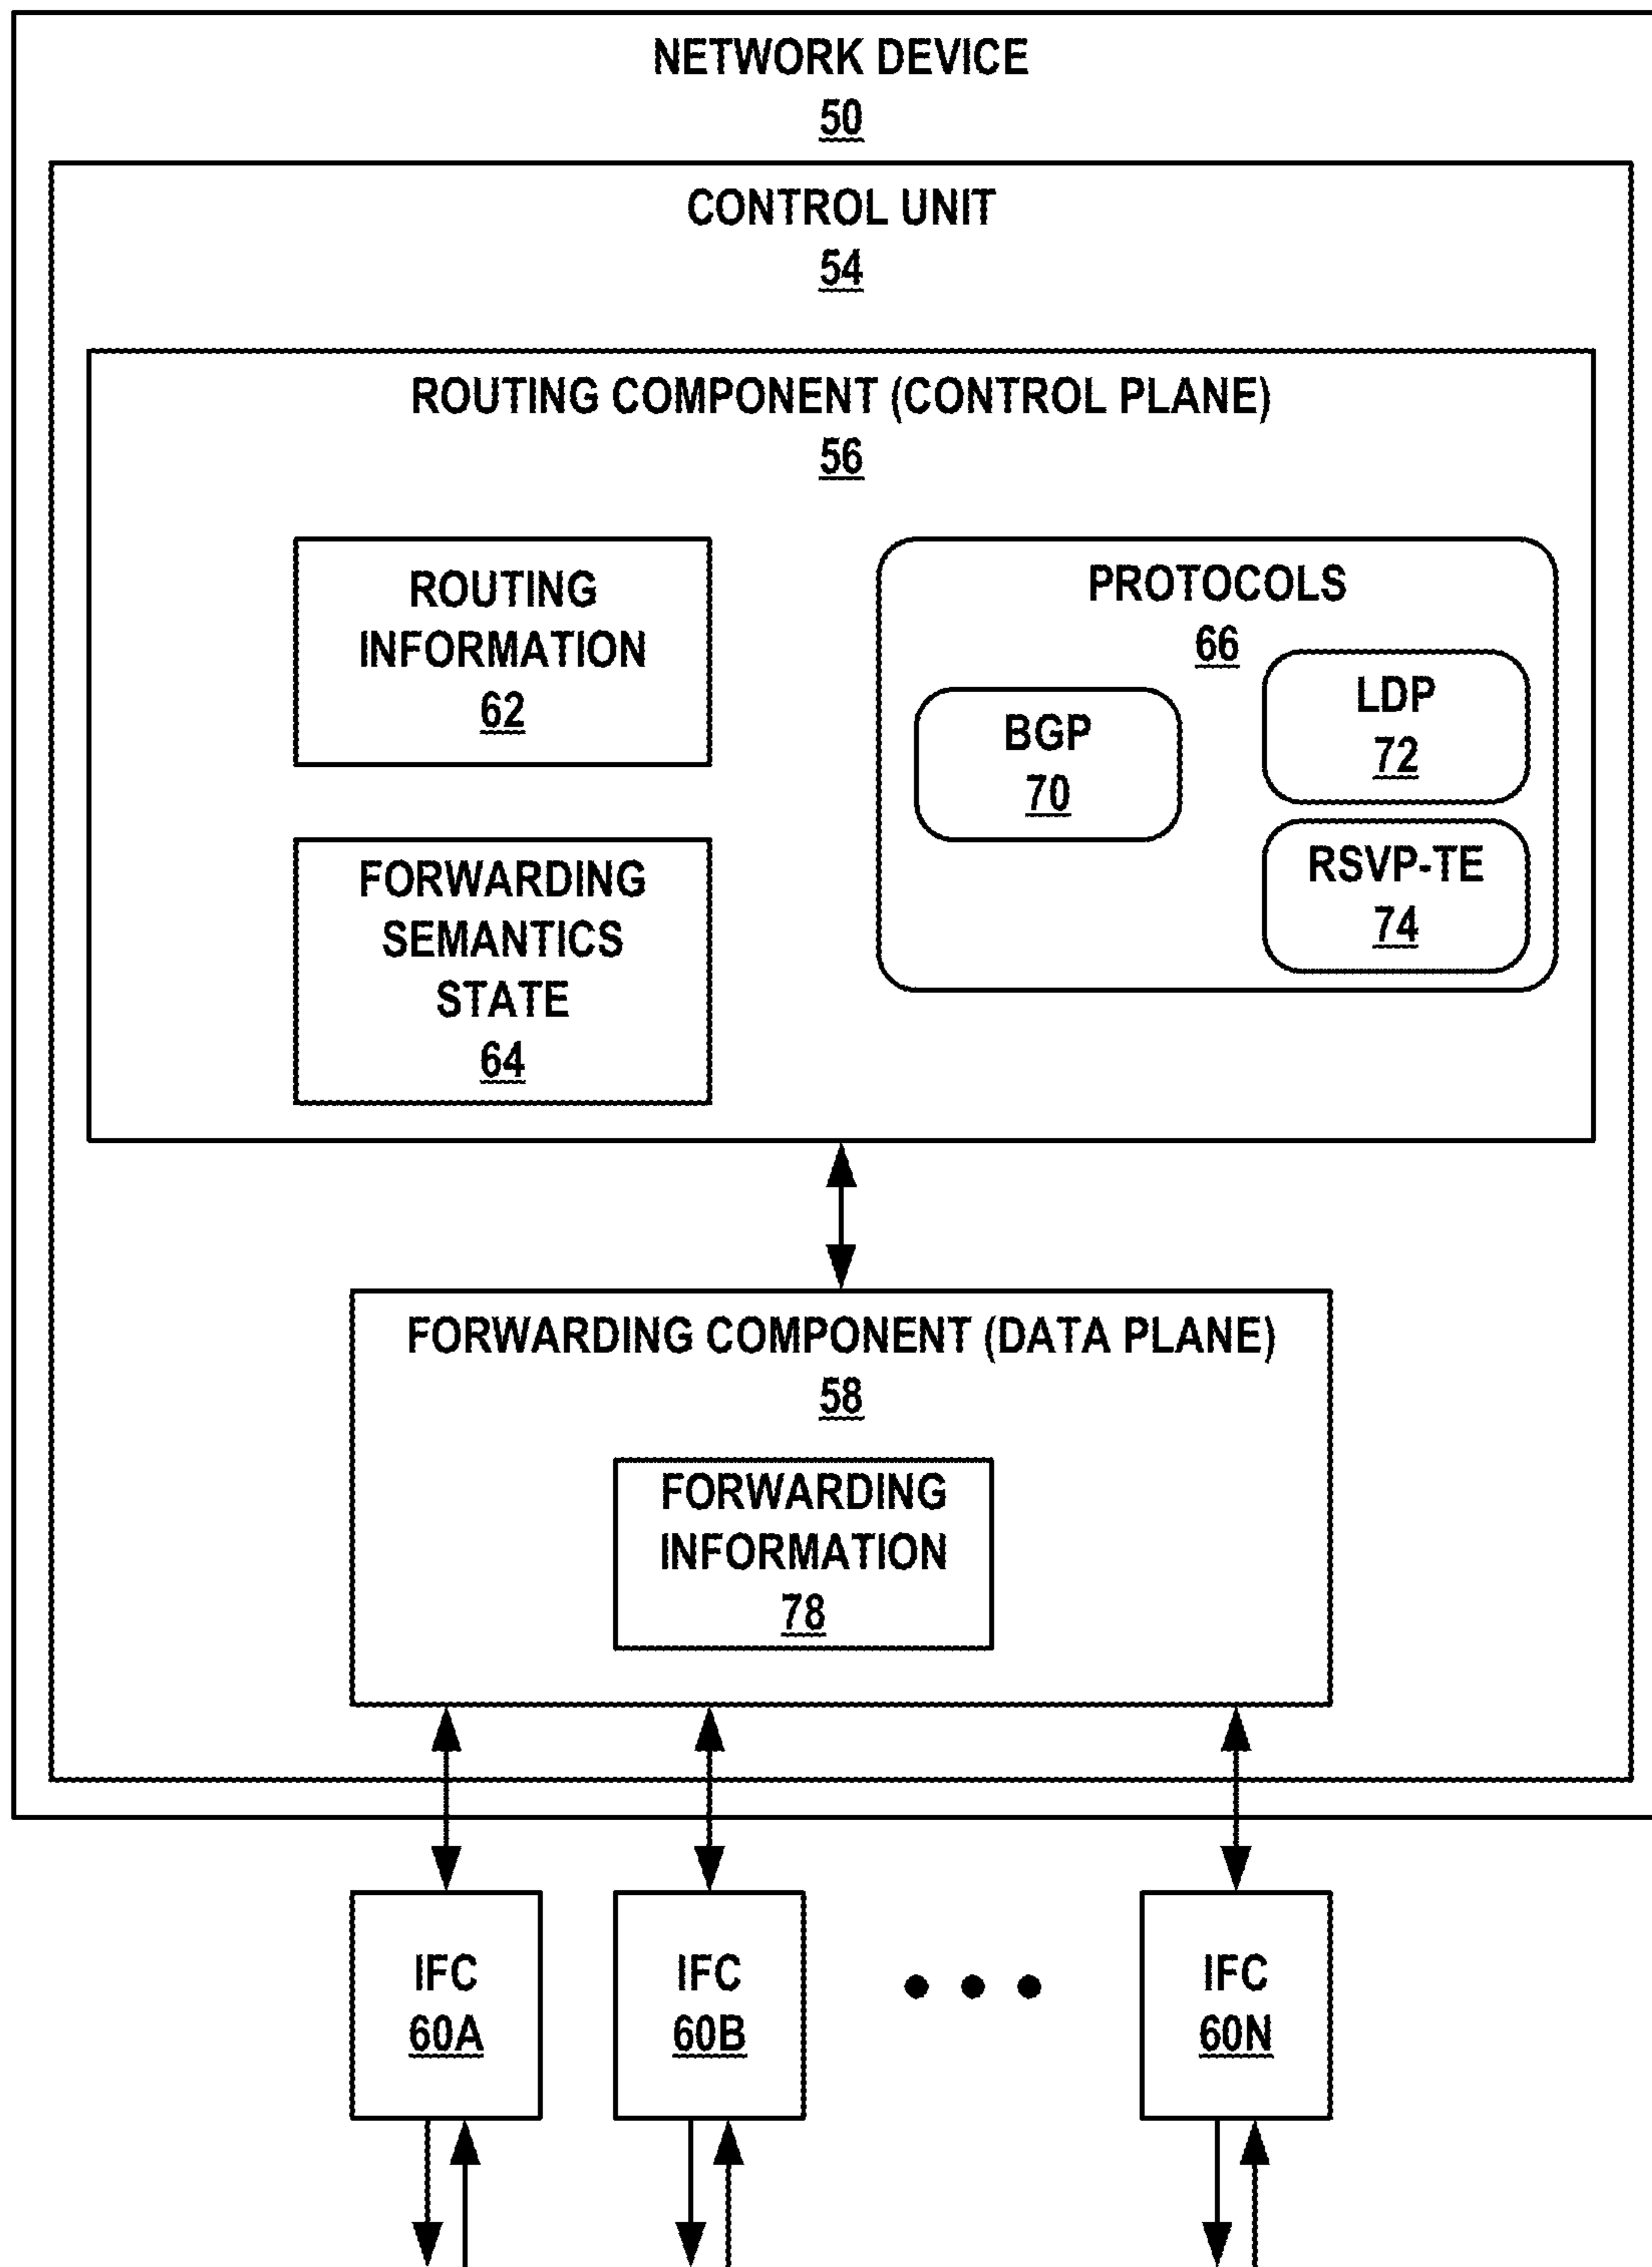 NETWORK DEVICE
50
CONTROL UNIT
54
ROUTING COMPONENT (CONTROL PLANE)
56
ROUTING
INFORMATION
62
FORWARDING
SEMANTICS
STATE
64
PROTOCOLS
66
BGP
70
LDP
72
RSVP-TE
74
FORWARDING COMPONENT (DATA PLANE)
58
FORWARDING
INFORMATION
78
IFC
60A
IFC
60B
IFC
60N